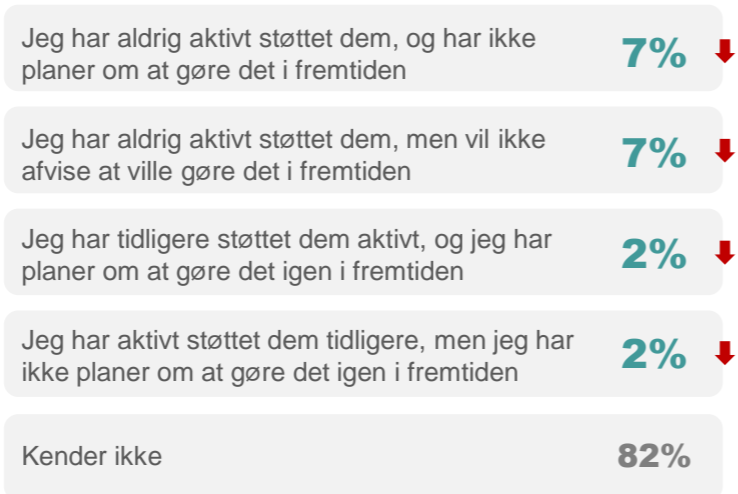 Jeg har aldrig aktivt støttet dem, og har ikke
planer om at gøre det i fremtiden
7%
Jeg har aldrig aktivt støttet dem, men vil ikke
afvise at ville gøre det i fremtiden
7%
Jeg har tidligere støttet dem aktivt, og jeg har
planer om at gøre det igen i fremtiden
2%
Jeg har aktivt støttet dem tidligere, men jeg har
ikke planer om at gøre det igen i fremtiden
2%
Kender ikke
82%